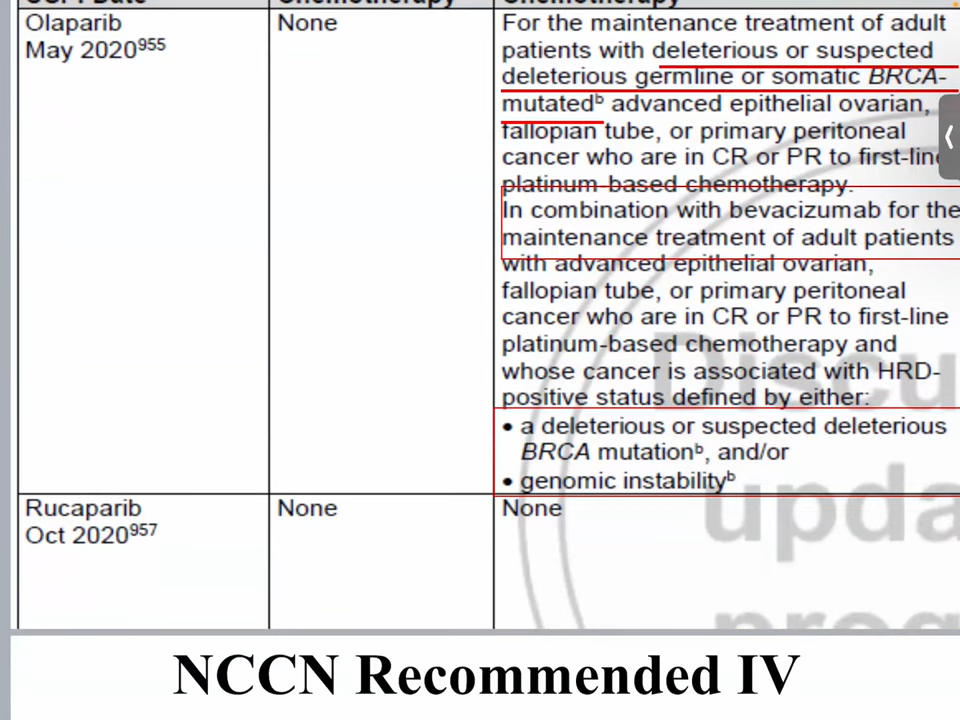 Olaparib
May 2020955
None
For the maintenance treatment of adult
patients with deleterious or suspected
deleterious germline or somatic BRCA-
mutatedb advanced epithelial ovarian,
fallopian tube, or primary peritoneal
cancer who are in CR or PR to first-line
platinum-based chemotherapy.
In combination with bevacizumab for the
maintenance treatment of adult patients
with advanced epithelial ovarian,
fallopian tube, or primary peritoneal
cancer who are in CR or PR to first-line
platinum-based chemotherapy and
whose cancer is associated with HRD-
positive status defined by either:
• a deleterious or suspected deleterious
BRCA mutationb, and/or
• genomic instabilityb
Rucaparib
Oct 2020957
None
None
Discu
upda
prog
NCCN Recommended IV